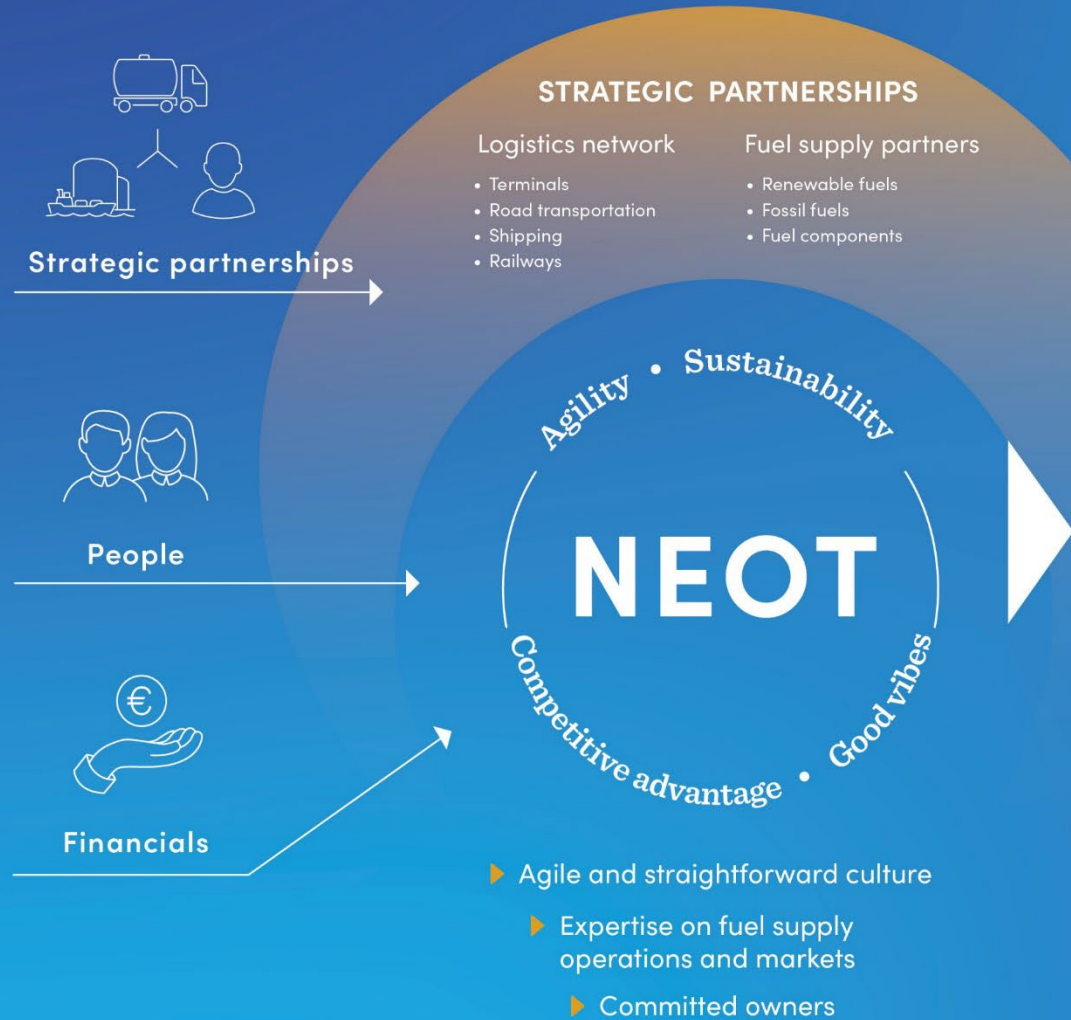 STRATEGIC PARTNERSHIPS
Logistics network
• Terminals
• Road transportation
• Shipping
• Railways
Fuel supply partners
• Renewable fuels
• Fossil fuels
• Fuel components
Strategic partnerships
People
€
Financials
Agility • Sustainability
NEOT
Competitive advantage • Good vibes
Agile and straightforward culture
Expertise on fuel supply
operations and markets
Committed owners